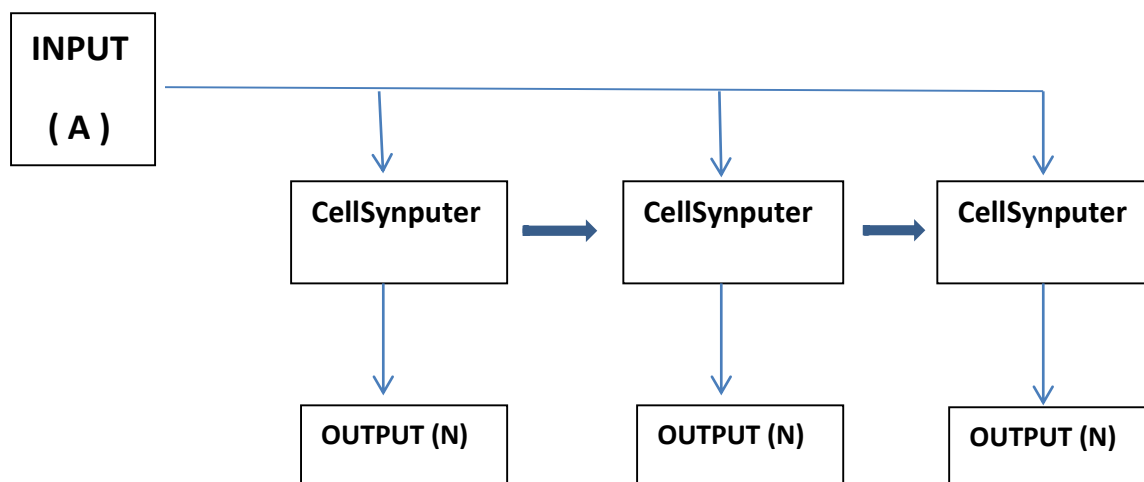 INPUT
( A )
CellSynputer
CellSynputer
CellSynputer
OUTPUT (N)
OUTPUT (N)
OUTPUT (N)